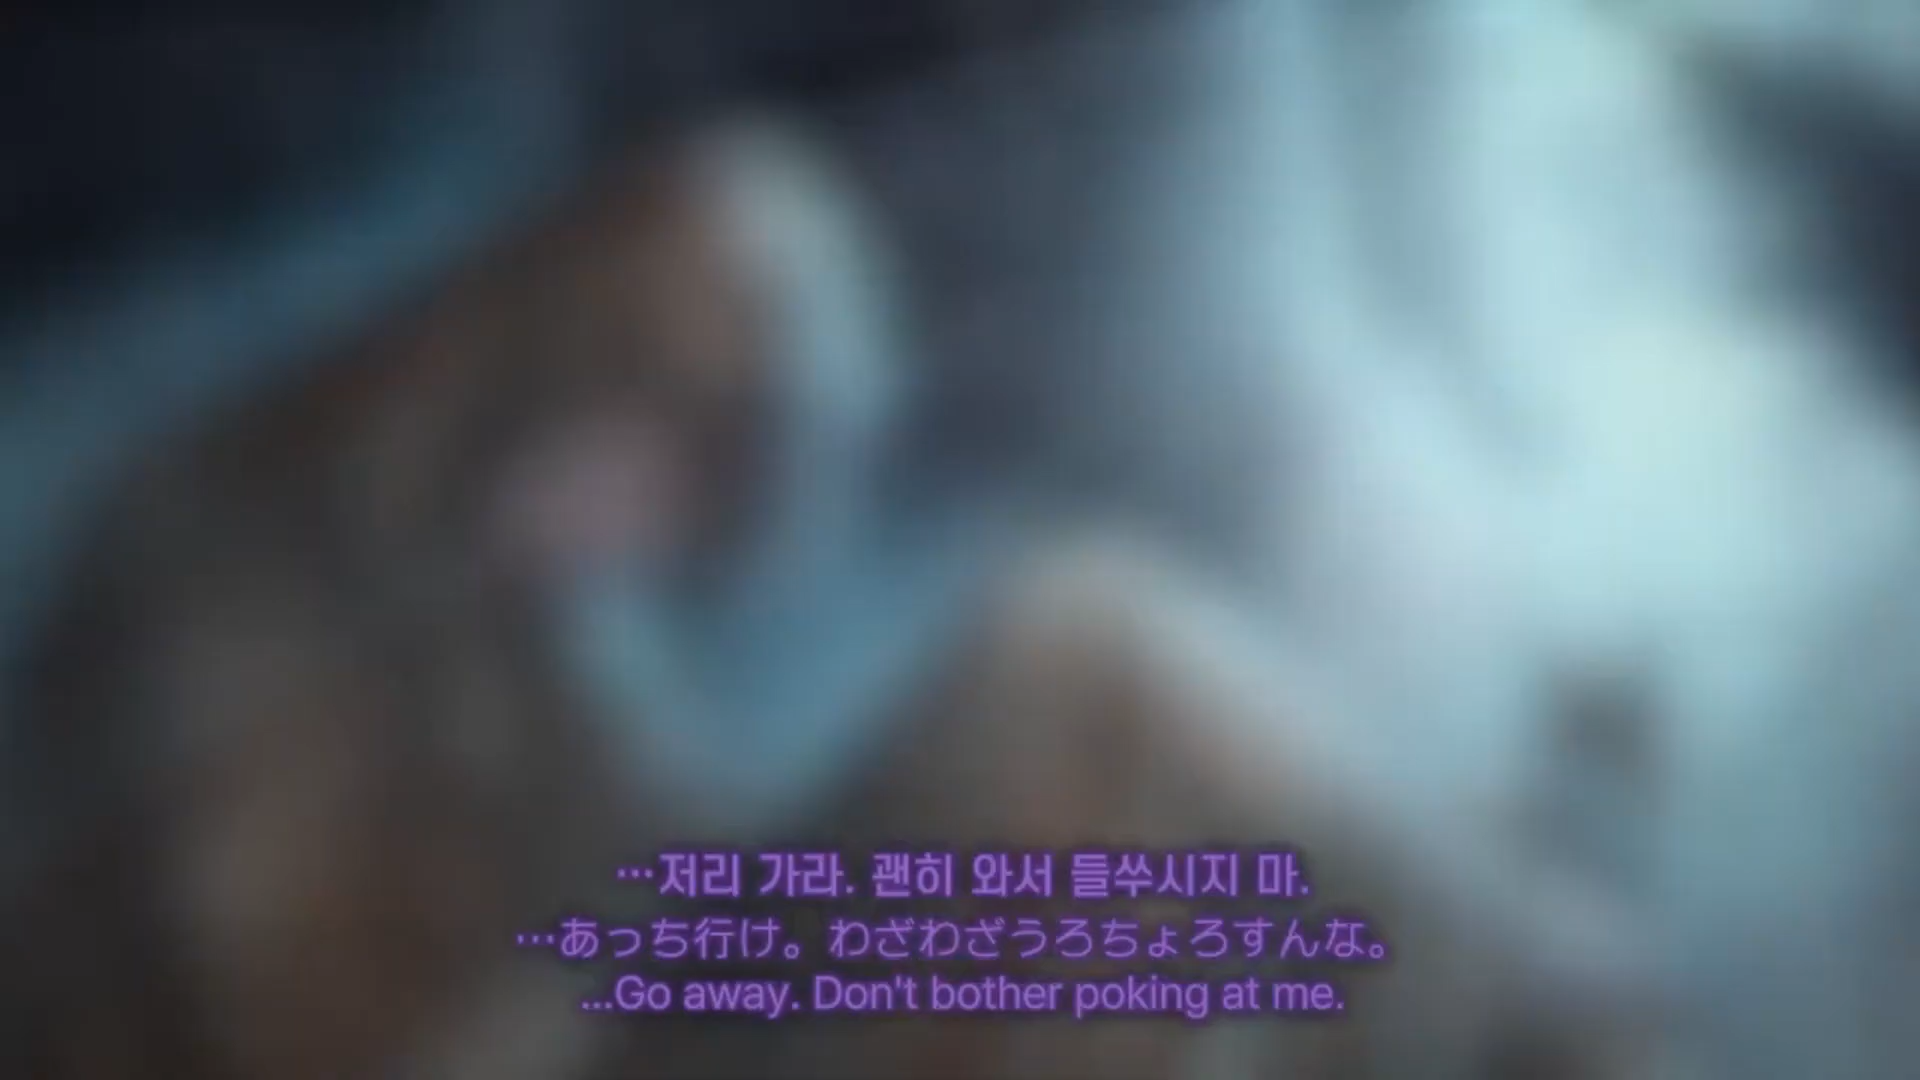 …저리 가라. 괜히 와서 들쑤시지 마.
…あっち行け。わざわざうろちょろすんな。
...Go away. Don't bother poking at me.